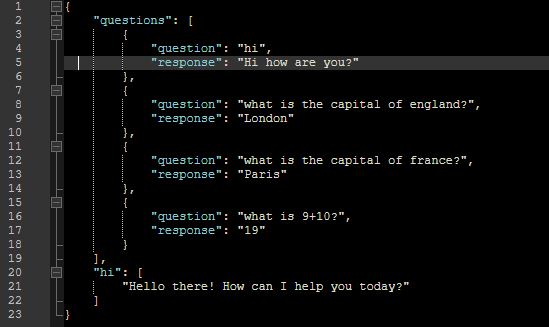 1 {
2     "questions": [
3         {
4             "question": "hi",
5             "response": "Hi how are you?"
6         },
7         {
8             "question": "what is the capital of england?",
9             "response": "London"
10         },
11         {
12             "question": "what is the capital of france?",
13             "response": "Paris"
14         },
15         {
16             "question": "what is 9+10?",
17             "response": "19"
18         }
19     ],
20     "hi": [
21         "Hello there! How can I help you today?"
22     ]
23 }